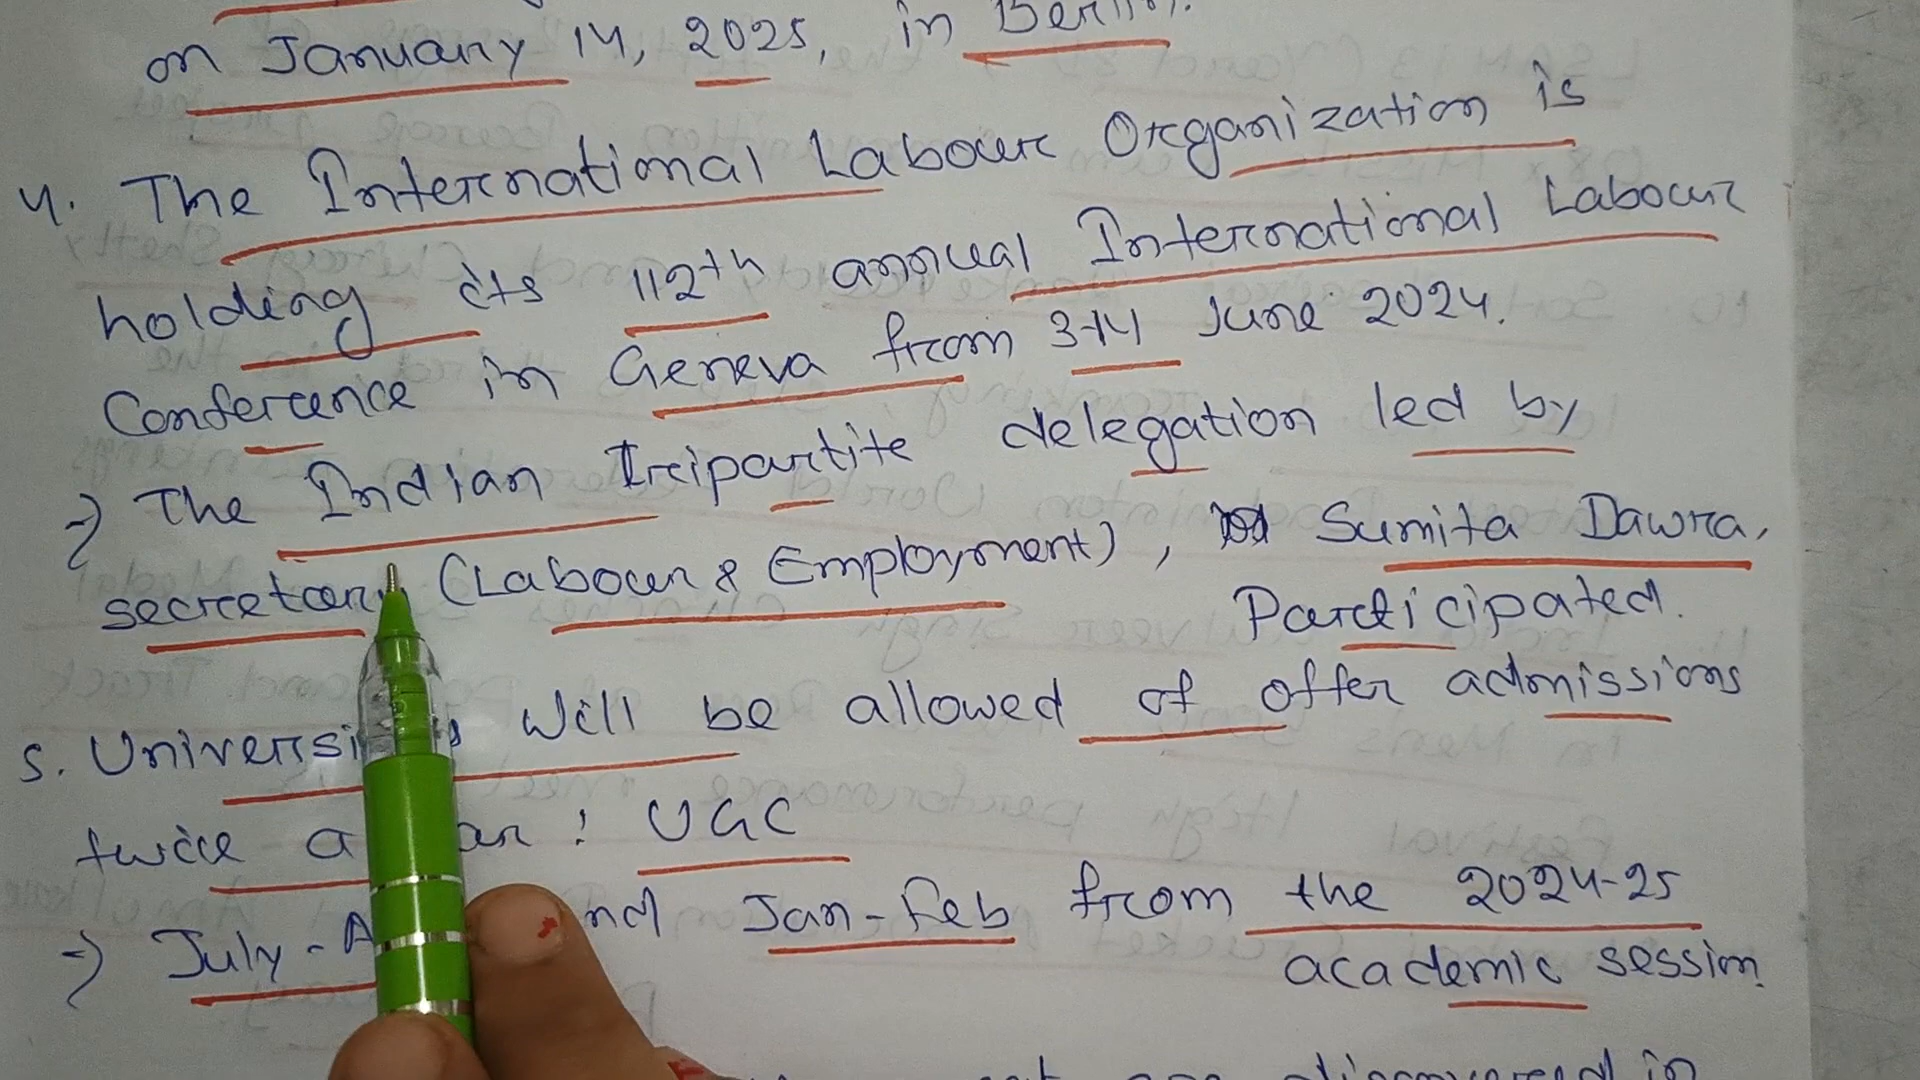 on January 14, 2025, in Berlin.
4. The International Labour Organization is
holding its 112th annual International Labour
Conference in Geneva from 3-14 June 2024.
=) The Indian Tripartite delegation led by
secretary (Labour & Employment), Sumita Dawra,
Participated.
5. Universi s will be allowed of offer admissions
twice a ar : UGC
=) July-A nd Jan-Feb from the 2024-25
academic session
discovered in